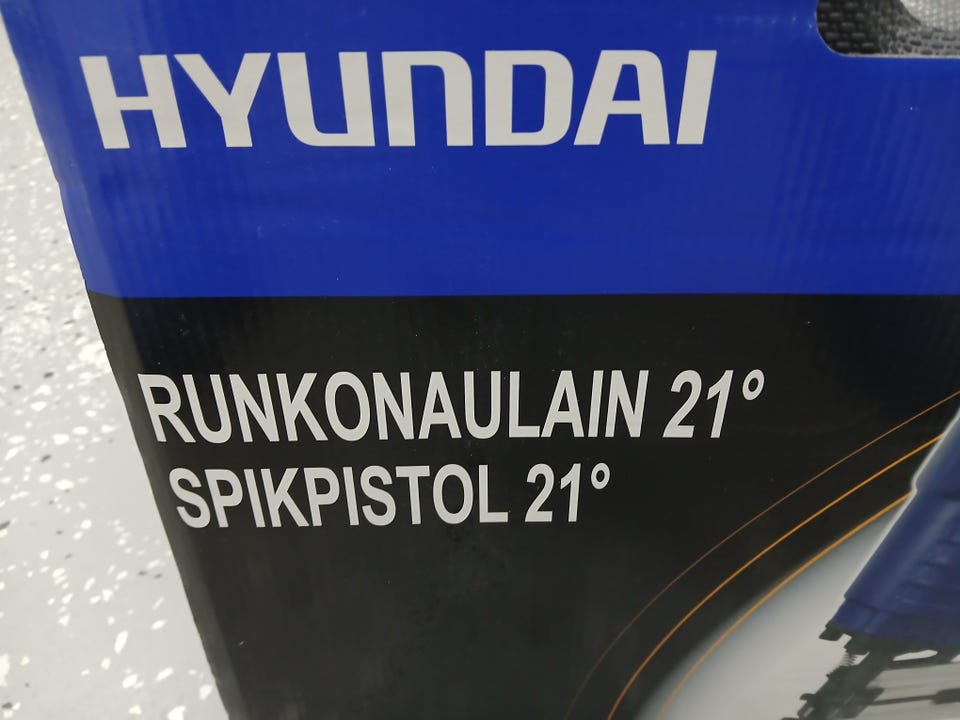 HYUNDAI
RUNKONAULAIN 21°
SPIKPISTOL 21°